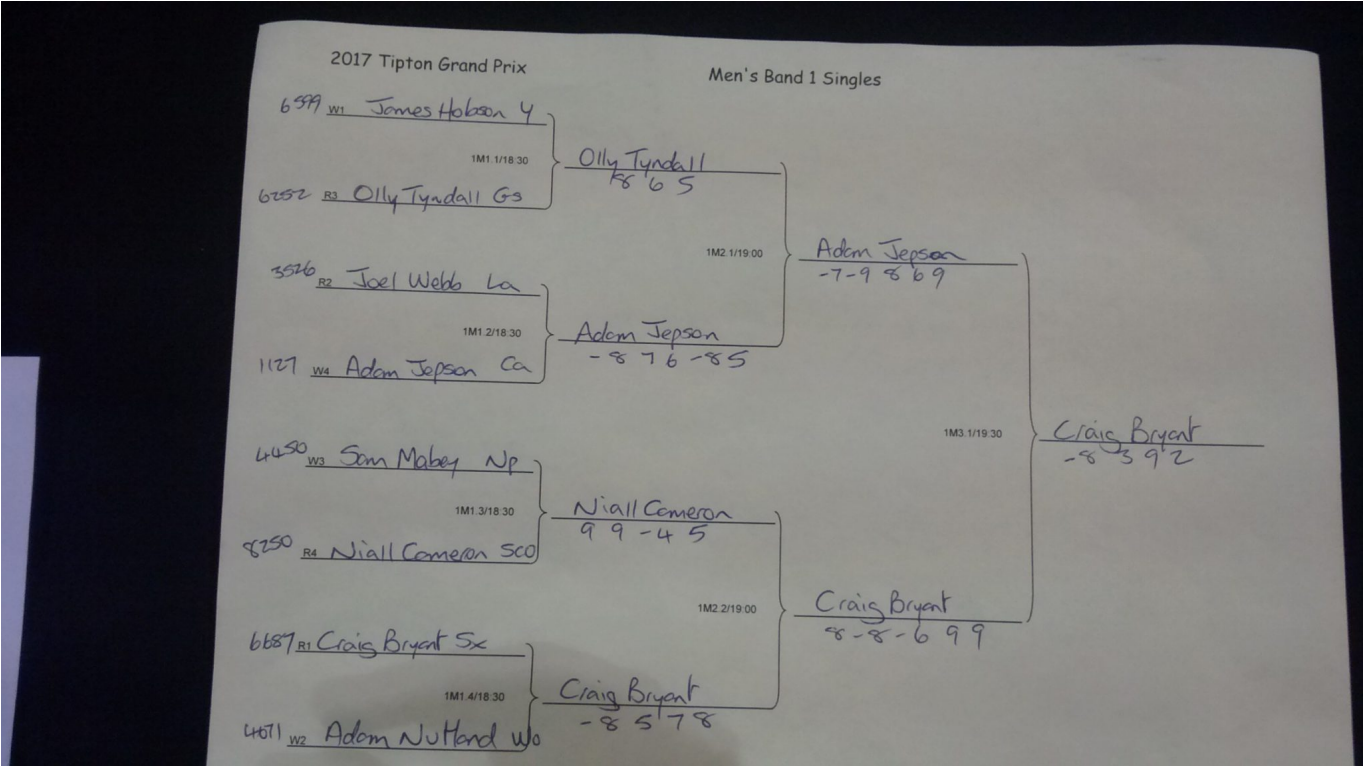 2017 Tipton Grand Prix
Men's Band 1 Singles
6599 W1 James Hobson Y
1M1.1/18:30
Olly Tyndall
8 6 5
6252 R3 Olly Tyndall Gs
1M2.1/19:00
Adam Jepson
-7 -9 8 6 9
3526 R2 Joel Webb La
1M1.2/18:30
Adam Jepson
-8 7 6 -8 5
1127 W4 Adam Jepson Ca
1M3.1/19:30
Craig Bryant
-8 3 9 2
4450 W3 Sam Mabey Np
1M1.3/18:30
Niall Cameron
9 9 -4 5
8250 R4 Niall Cameron SCO
1M2.2/19:00
Craig Bryant
8 -8 -6 9 9
6687 R1 Craig Bryant Sx
1M1.4/18:30
Craig Bryant
-8 5 7 8
4671 W2 Adam Nutland Wo